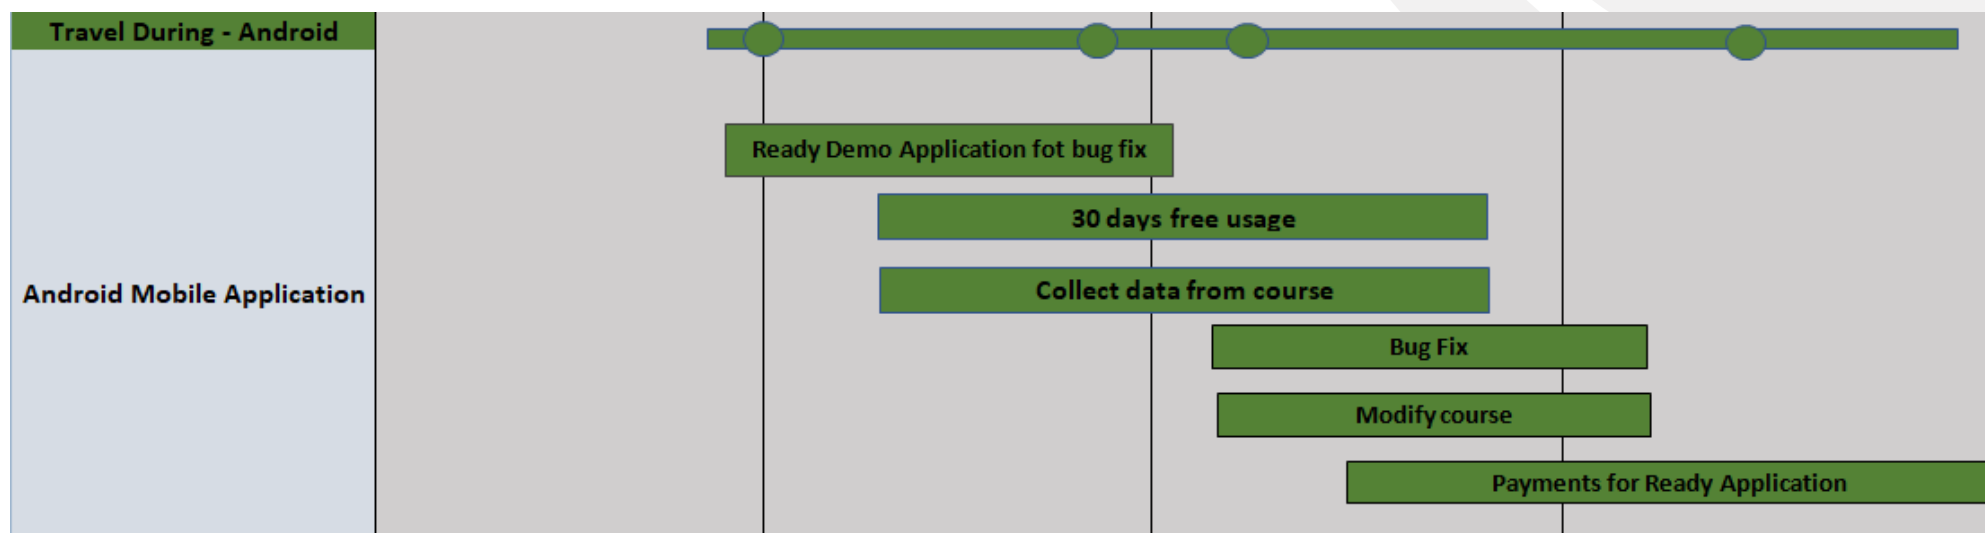 Travel During - Android
Ready Demo Application fot bug fix
30 days free usage
Android Mobile Application
Collect data from course
Bug Fix
Modify course
Payments for Ready Application